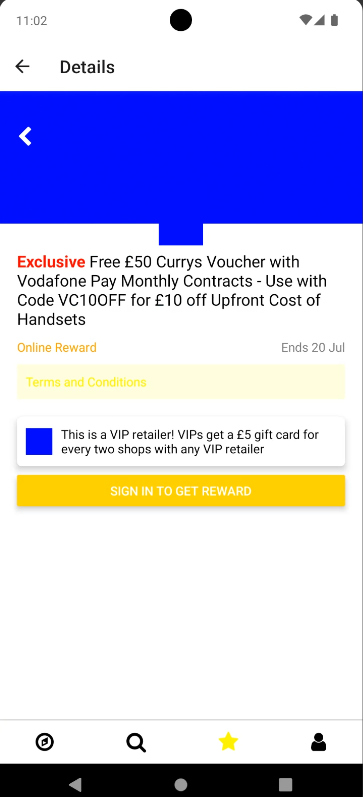 11:02
Details
Exclusive Free £50 Currys Voucher with
Vodafone Pay Monthly Contracts - Use with
Code VC10OFF for £10 off Upfront Cost of
Handsets
Online Reward
Ends 20 Jul
Terms and Conditions
This is a VIP retailer! VIPs get a £5 gift card for
every two shops with any VIP retailer
SIGN IN TO GET REWARD